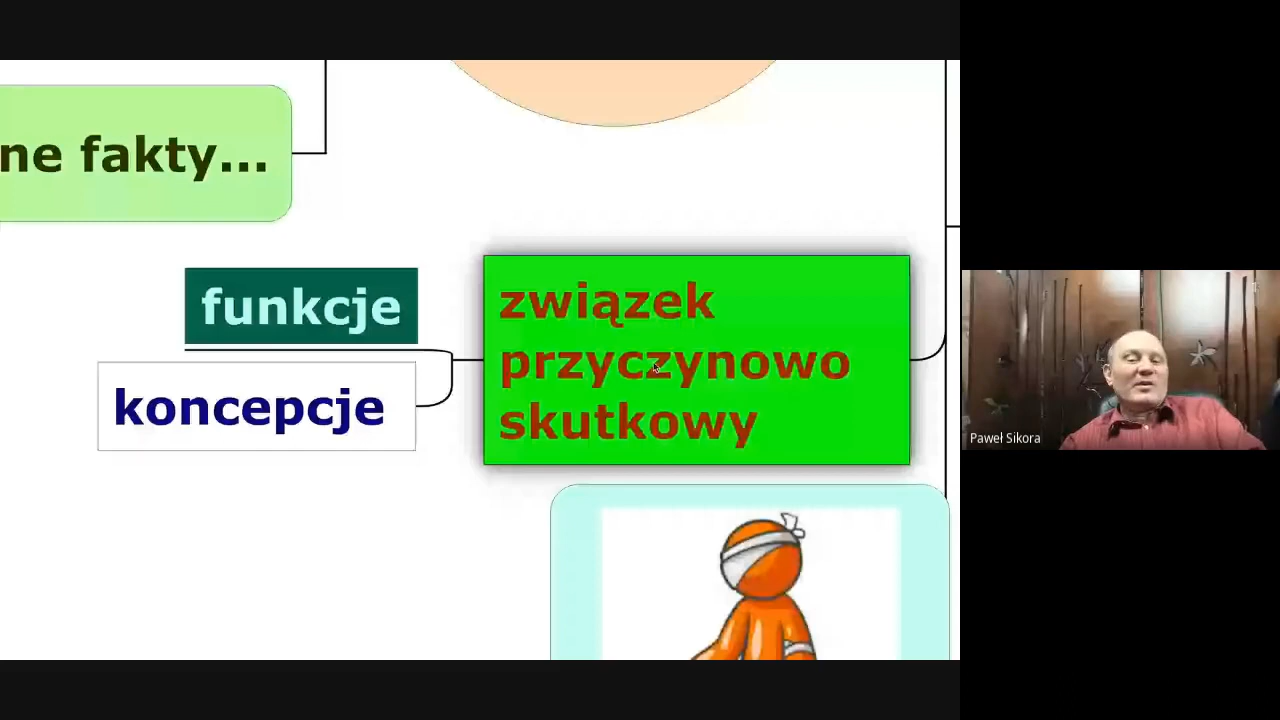 ne fakty...
funkcje
koncepcje
związek
przyczynowo
skutkowy
Paweł Sikora